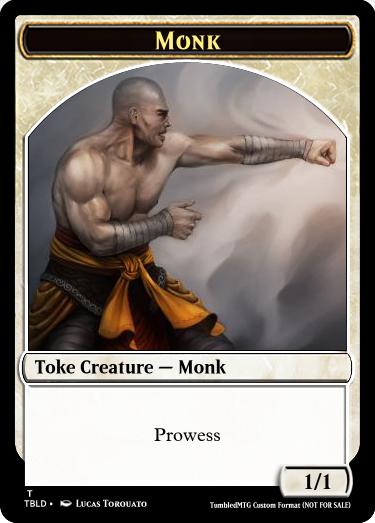 Monk
Toke Creature — Monk
Prowess
1/1
T
TBLD • Lucas Torouato
TumbledMTG Custom Format (NOT FOR SALE)